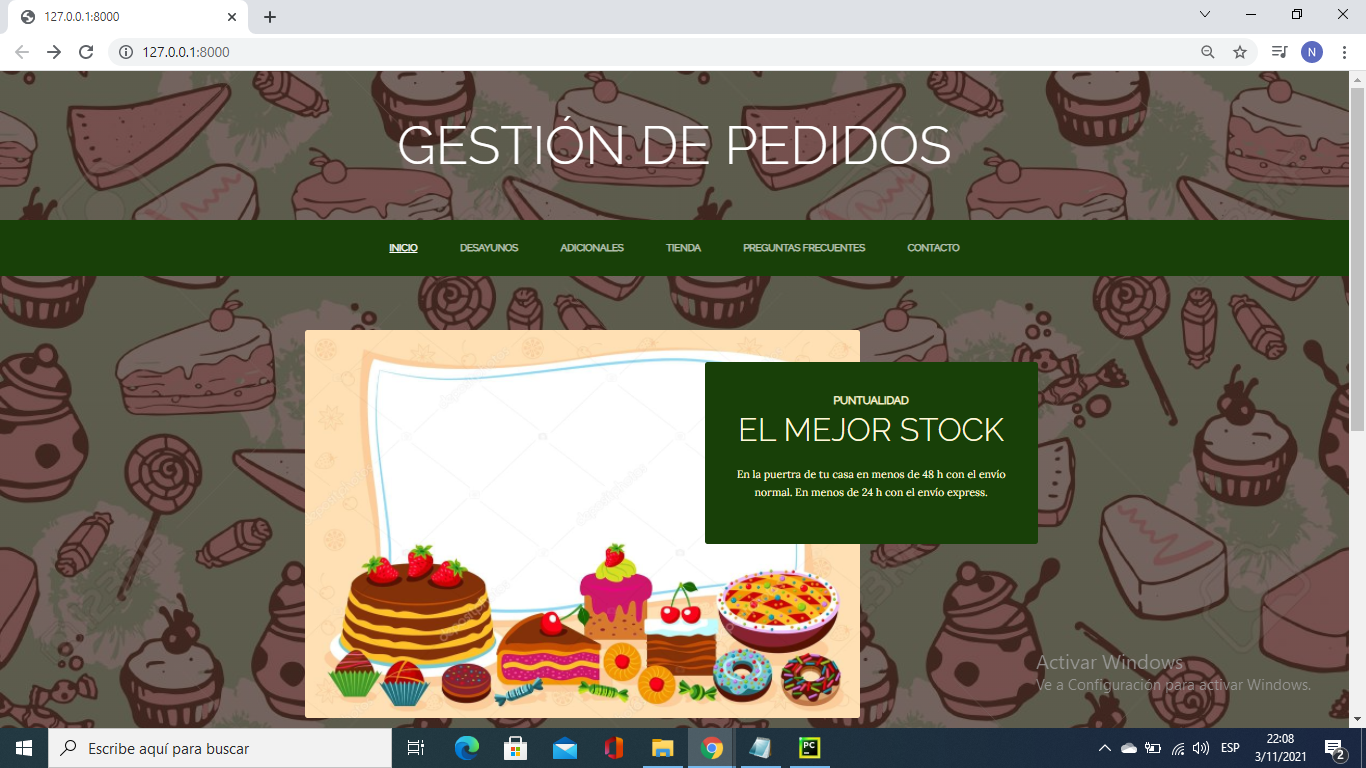 127.0.0.1:8000
127.0.0.1:8000
N
GESTIÓN DE PEDIDOS
INICIO DESAYUNOS ADICIONALES TIENDA PREGUNTAS FRECUENTES CONTACTO
PUNTUALIDAD
EL MEJOR STOCK
En la puertra de tu casa en menos de 48 h con el envío
normal. En menos de 24 h con el envío express.
Activar Windows
Ve a Configuración para activar Windows.
Escribe aquí para buscar
PC
ESP
22:08
3/11/2021
2